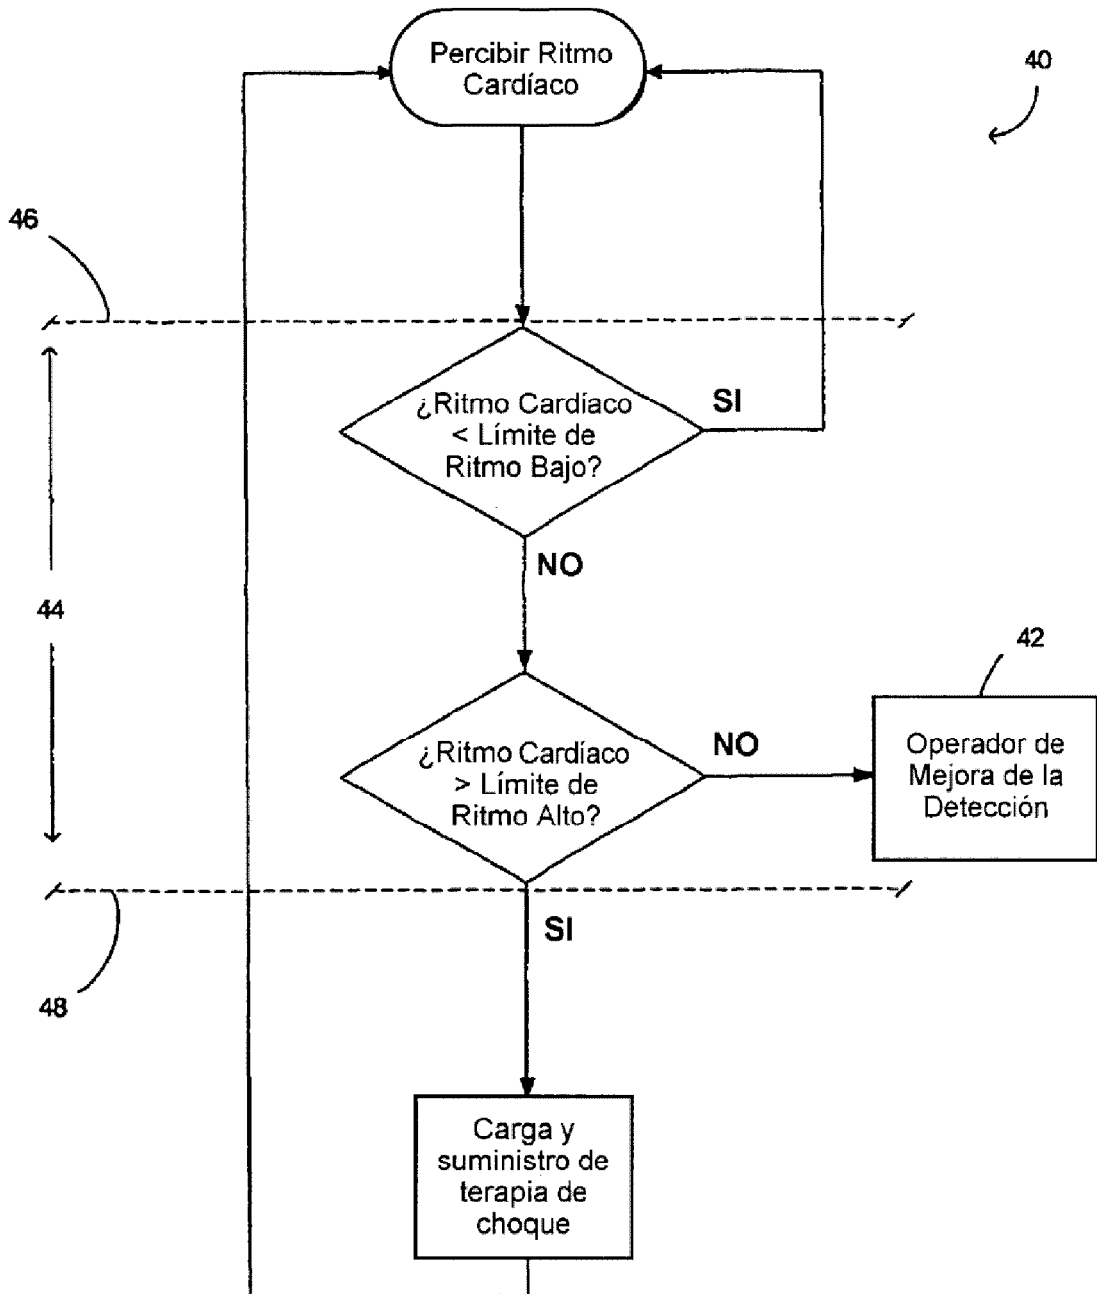 Percibir Ritmo
Cardíaco
40
46
¿Ritmo Cardíaco
< Límite de
Ritmo Bajo?
SI
NO
44
42
¿Ritmo Cardíaco
> Límite de
Ritmo Alto?
NO
Operador de
Mejora de la
Detección
SI
48
Carga y
suministro de
terapia de
choque